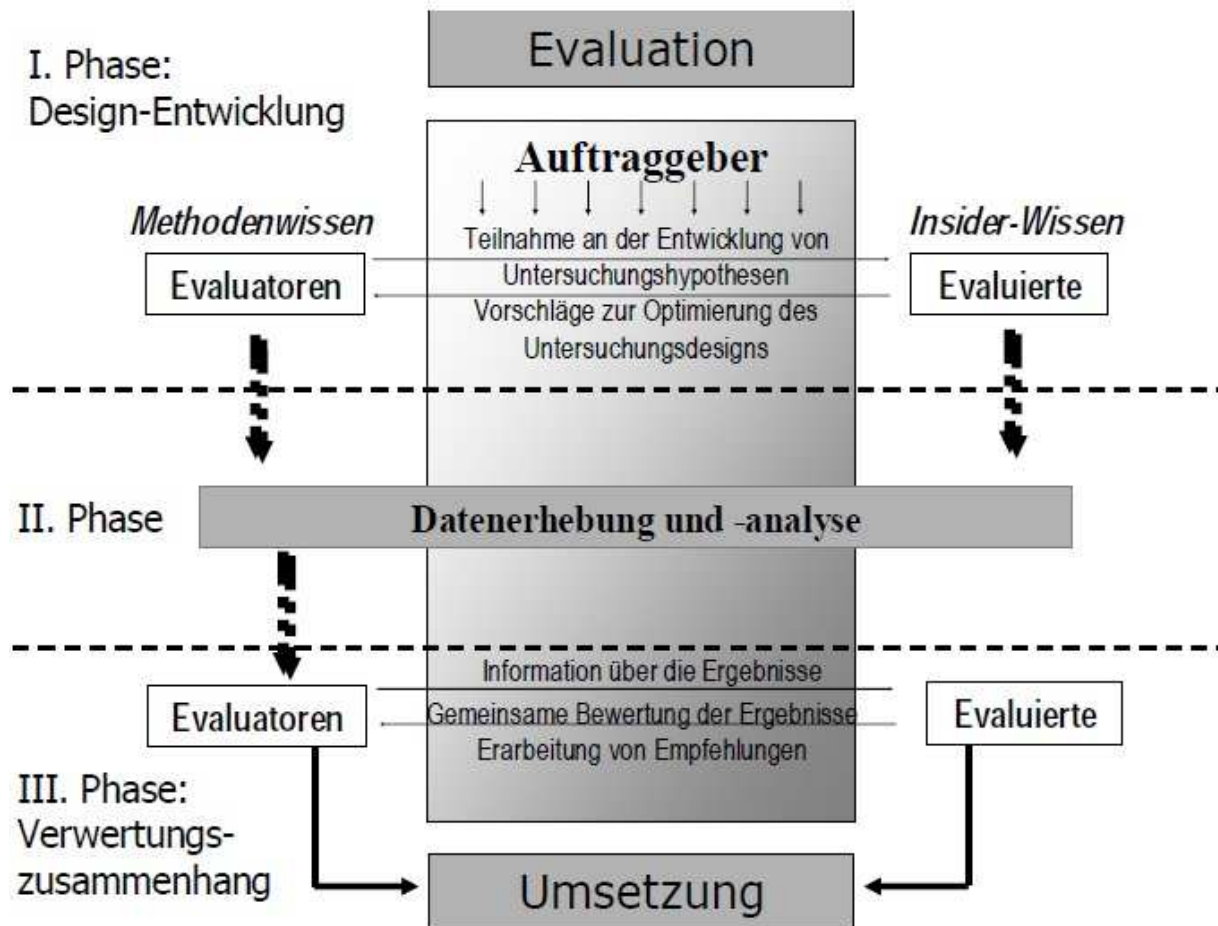 Evaluation
I. Phase:
Design-Entwicklung
Auftraggeber
Methodenwissen
Insider-Wissen
Teilnahme an der Entwicklung von
Untersuchungshypothesen
Vorschläge zur Optimierung des
Untersuchungsdesigns
Evaluatoren
Evaluierte
II. Phase
Datenerhebung und -analyse
Information über die Ergebnisse
Gemeinsame Bewertung der Ergebnisse
Erarbeitung von Empfehlungen
Evaluatoren
Evaluierte
III. Phase:
Verwertungs-
zusammenhang
Umsetzung